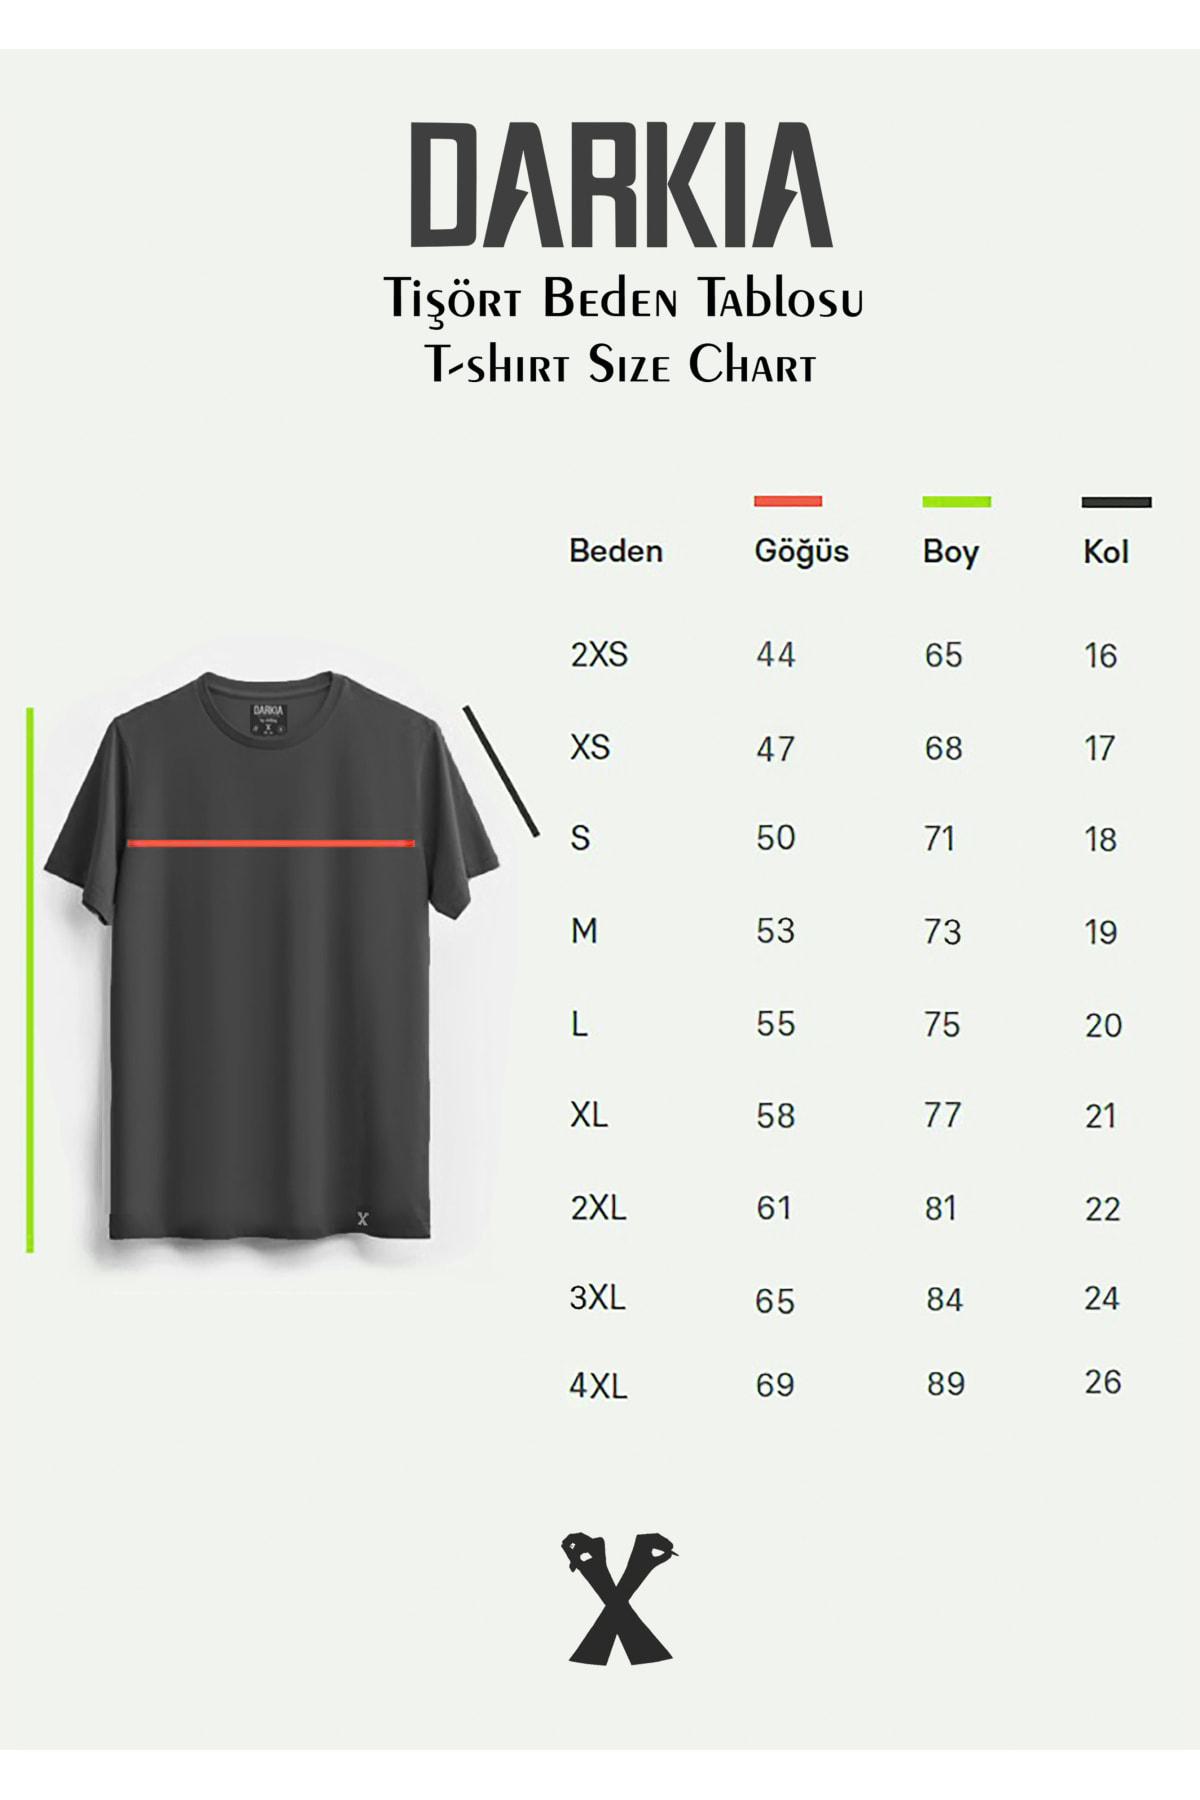 DARKIA
Tişört Beden Tablosu
T-shirt Size Chart
Beden Göğüs Boy Kol
2XS 44 65 16
XS 47 68 17
S 50 71 18
M 53 73 19
L 55 75 20
XL 58 77 21
2XL 61 81 22
3XL 65 84 24
4XL 69 89 26
DARKIA
X